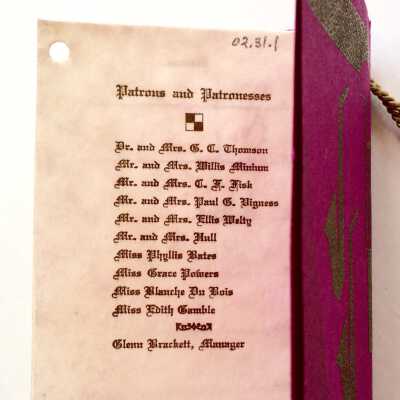 02.31.1
Patrons and Patronesses
Dr. and Mrs. G. C. Thomson
Mr. and Mrs. Willis Minium
Mr. and Mrs. C. F. Fisk
Mr. and Mrs. Paul G. Vigness
Mr. and Mrs. Ellis Welty
Mr. and Mrs. Hull
Miss Phyllis Bates
Miss Grace Powers
Miss Blanche Du Bois
Miss Edith Gamble
Glenn Brackett, Manager